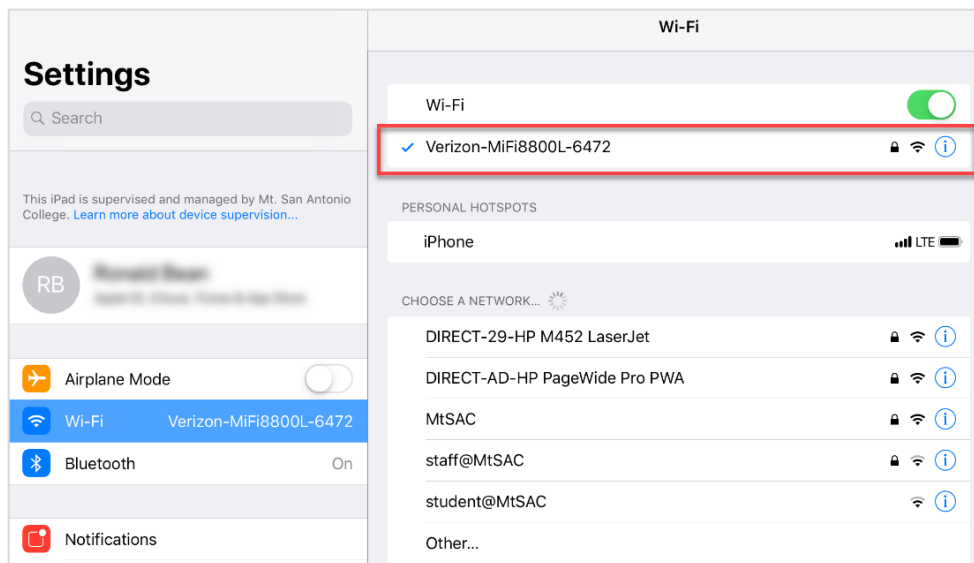 Settings
Search
This iPad is supervised and managed by Mt. San Antonio
College. Learn more about device supervision...
RB
Airplane Mode
Wi-Fi Verizon-MiFi8800L-6472
Bluetooth On
Notifications
Wi-Fi
Wi-Fi
Verizon-MiFi8800L-6472
PERSONAL HOTSPOTS
iPhone LTE
CHOOSE A NETWORK...
DIRECT-29-HP M452 LaserJet
DIRECT-AD-HP PageWide Pro PWA
MtSAC
staff@MtSAC
student@MtSAC
Other...